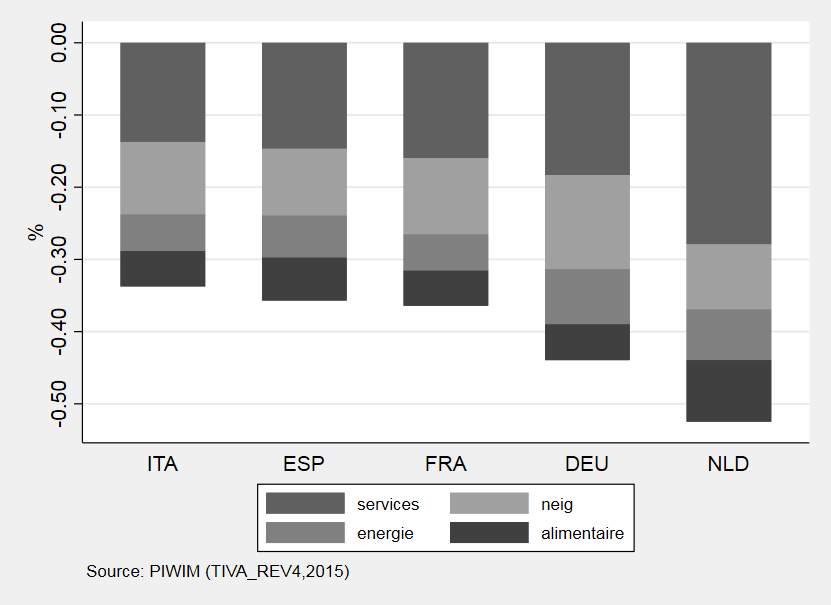 0.00
-0.10
-0.20
-0.30
-0.40
-0.50
%
ITA ESP FRA DEU NLD
services neig
energie alimentaire
Source: PIWIM (TIVA_REV4,2015)